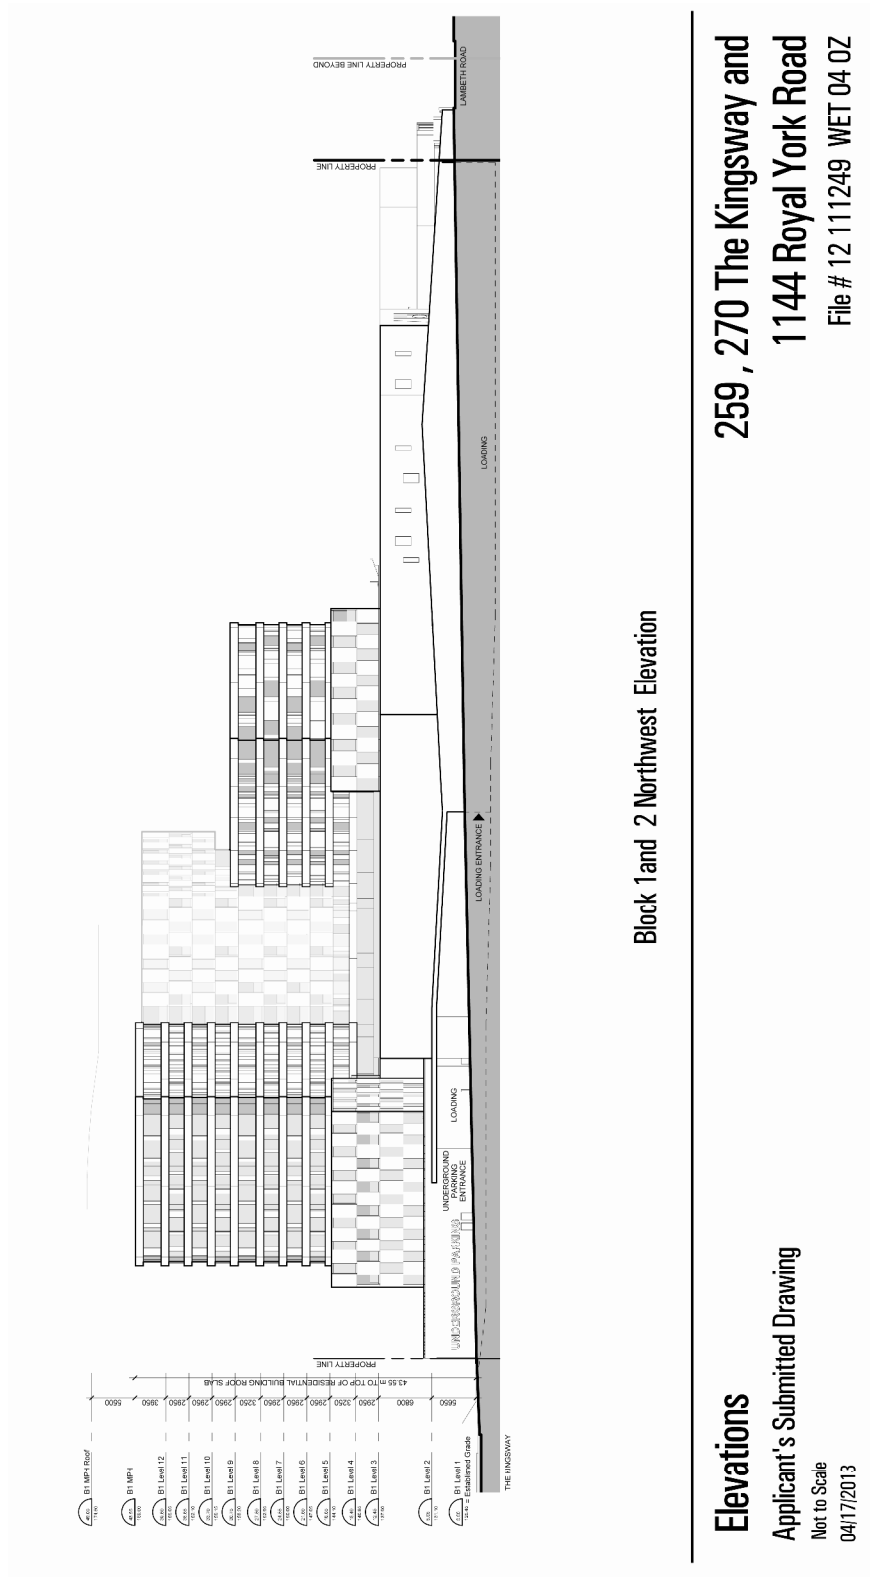 PROPERTY LINE BEYOND
LAMBETH ROAD
PROPERTY LINE
LOADING
LOADING ENTRANCE
LOADING
UNDERGROUND
PARKING
ENTRANCE
UNDERGROUND PARKING
PROPERTY LINE
43.55 m TO TOP OF RESIDENTIAL BUILDING ROOF SLAB
5600
3950
2950
2950
2950
3250
2950
2950
2950
3250
2950
6800
5650
B1 MPH Roof
B1 MPH
B1 Level 12
B1 Level 11
B1 Level 10
B1 Level 9
B1 Level 8
B1 Level 7
B1 Level 6
B1 Level 5
B1 Level 4
B1 Level 3
B1 Level 2
B1 Level 1
= Established Grade
THE KINGSWAY
Block 1and 2 Northwest Elevation
Elevations
259 , 270 The Kingsway and
Applicant's Submitted Drawing
1144 Royal York Road
Not to Scale
04/17/2013
File # 12 111249 WET 04 OZ